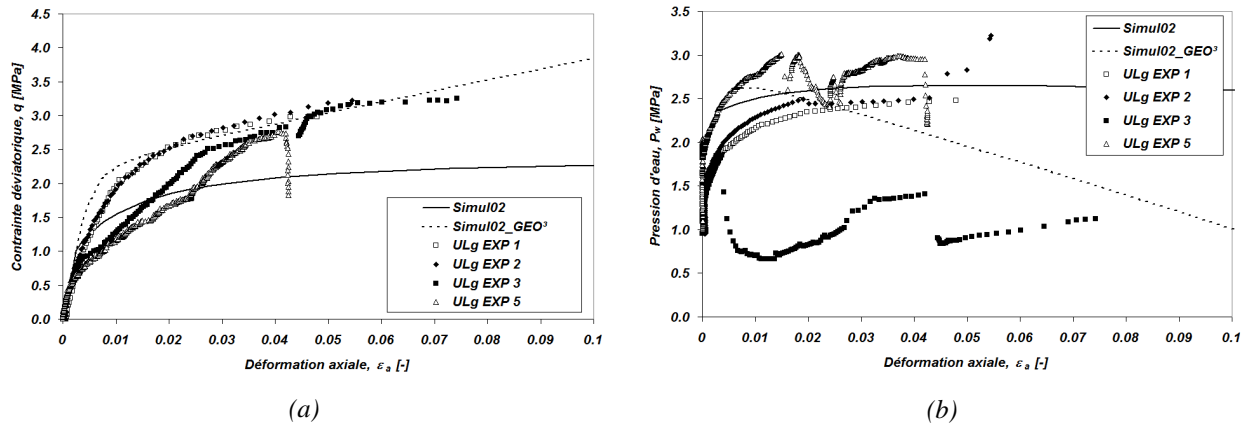 4.5
4.0
3.5
3.0
2.5
2.0
1.5
1.0
0.5
0.0
Contrainte déviatorique, q [MPa]
0 0.01 0.02 0.03 0.04 0.05 0.06 0.07 0.08 0.09 0.1
Déformation axiale, ε a [-]
Simul02
Simul02_GEO³
ULg EXP 1
ULg EXP 2
ULg EXP 3
ULg EXP 5
(a)
3.5
3.0
2.5
2.0
1.5
1.0
0.5
0.0
Pression d'eau, Pw [MPa]
0 0.01 0.02 0.03 0.04 0.05 0.06 0.07 0.08 0.09 0.1
Déformation axiale, ε a [-]
Simul02
Simul02_GEO³
ULg EXP 1
ULg EXP 2
ULg EXP 3
ULg EXP 5
(b)